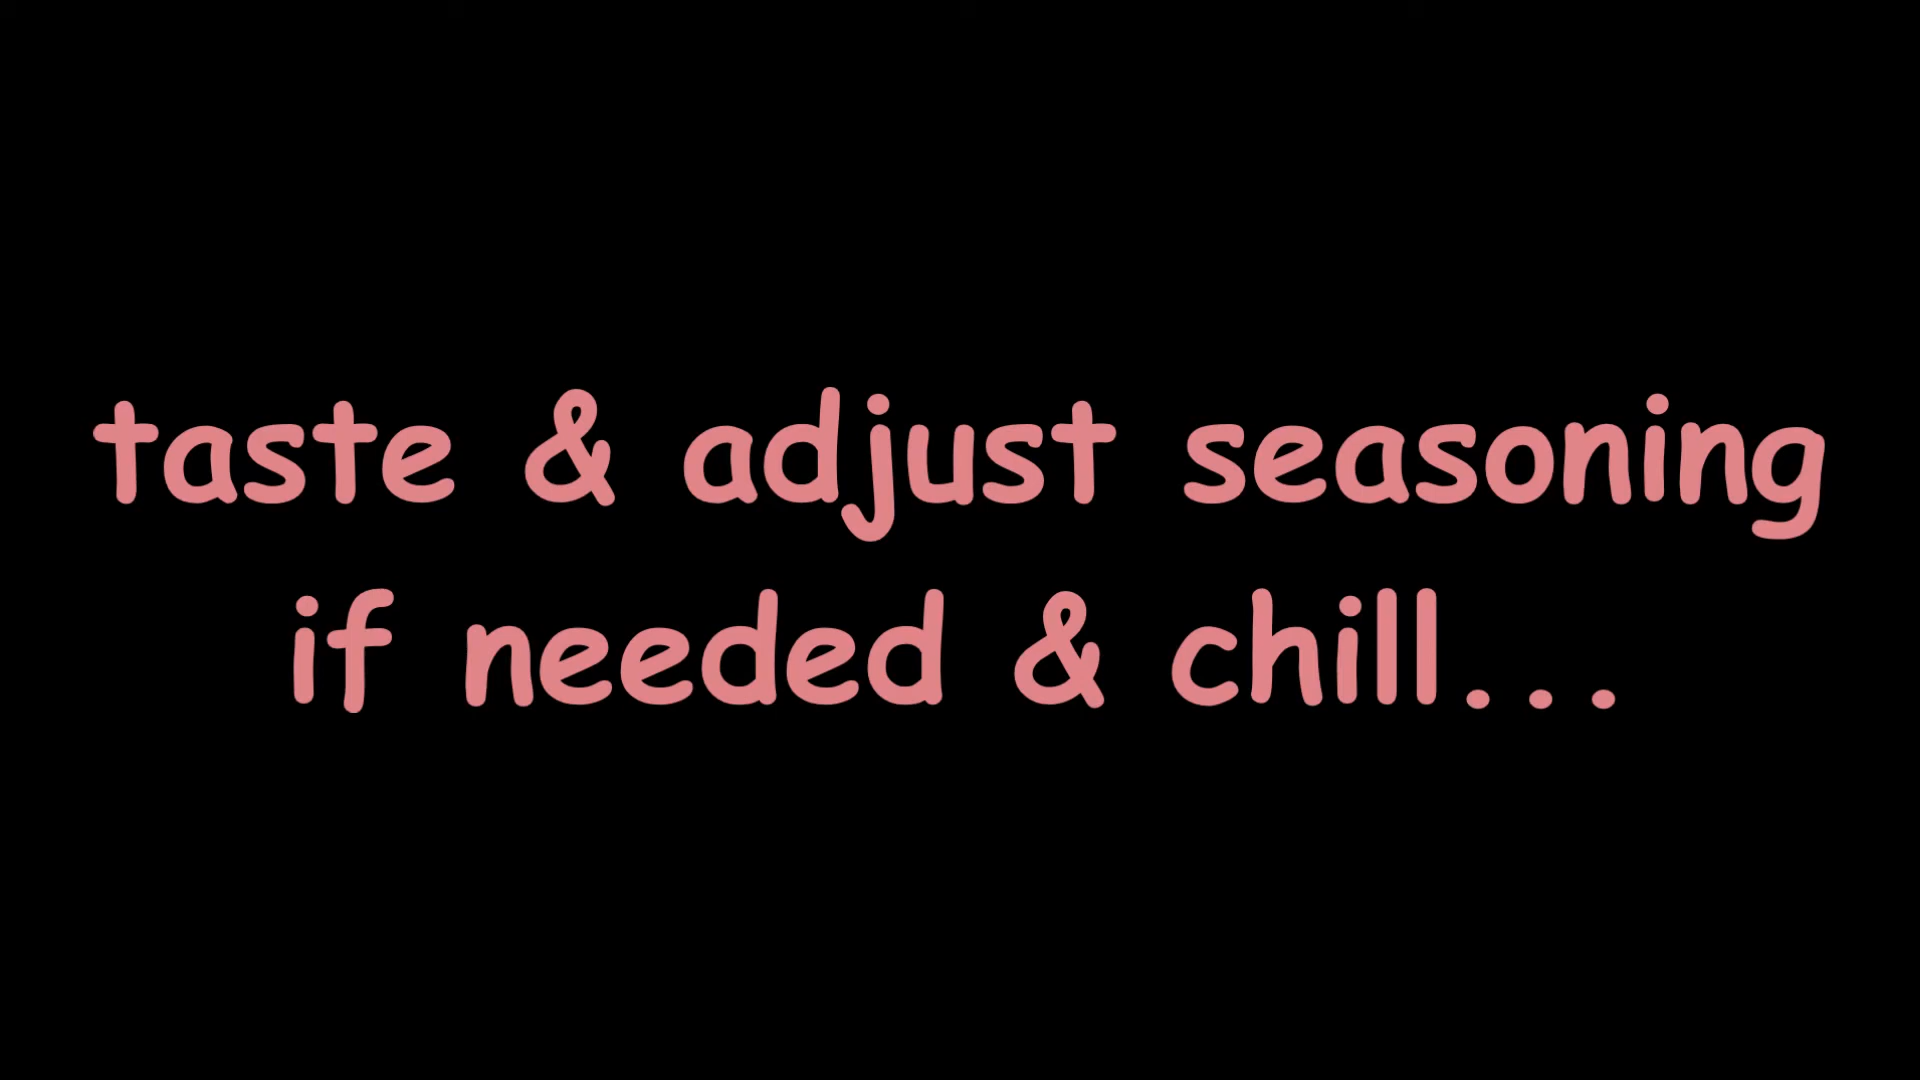 taste & adjust seasoning
if needed & chill...